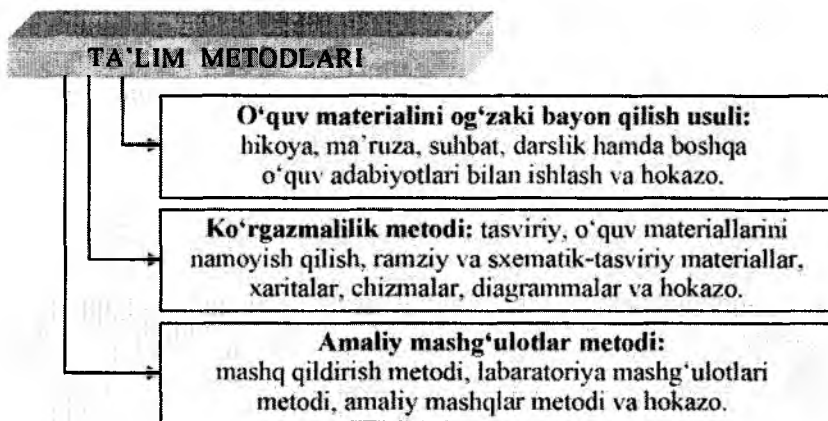 TA'LIM METODLARI
O‘quv materialini og‘zaki bayon qilish usuli:
hikoya, ma'ruza, suhbat, darslik hamda boshqa
o‘quv adabiyotlari bilan ishlash va hokazo.
Ko‘rgazmalilik metodi: tasviriy, o‘quv materiallarini
namoyish qilish, ramziy va sxematik-tasviriy materiallar,
xaritalar, chizmalar, diagrammalar va hokazo.
Amaliy mashg‘ulotlar metodi:
mashq qildirish metodi, labaratoriya mashg‘ulotlari
metodi, amaliy mashqlar metodi va hokazo.